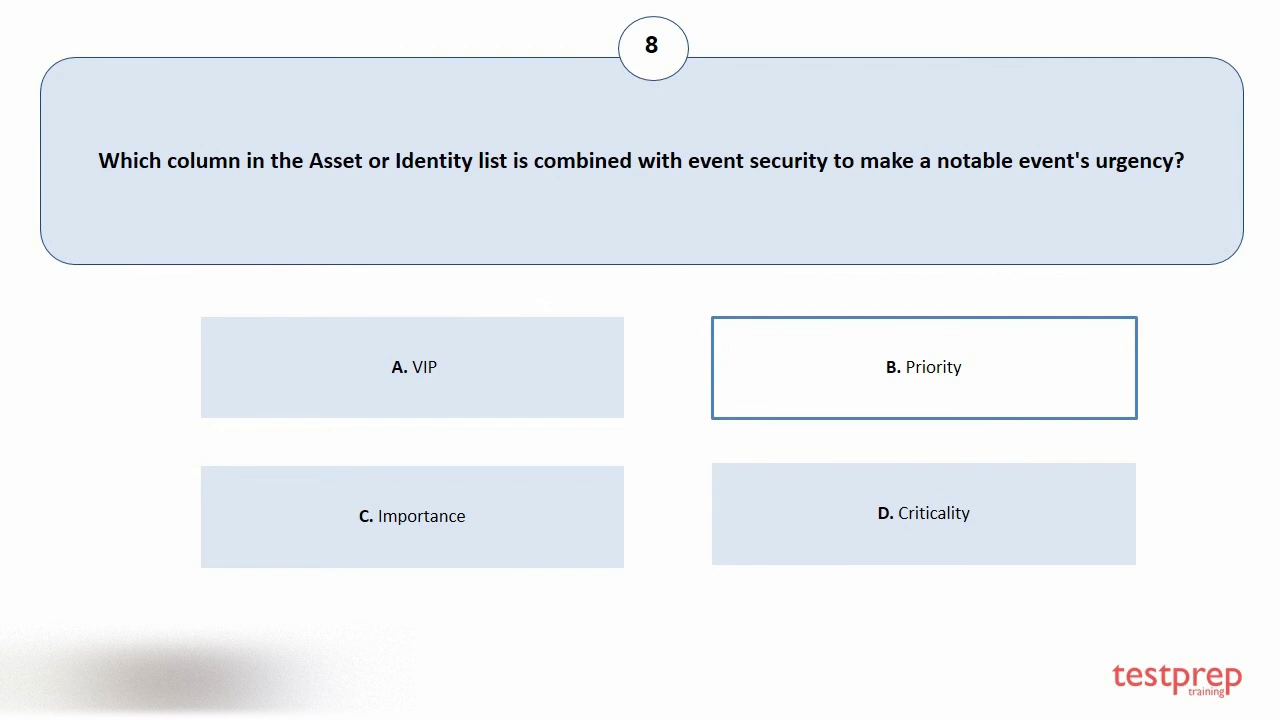 8
Which column in the Asset or Identity list is combined with event security to make a notable event's urgency?
A. VIP
B. Priority
C. Importance
D. Criticality
testprep
training